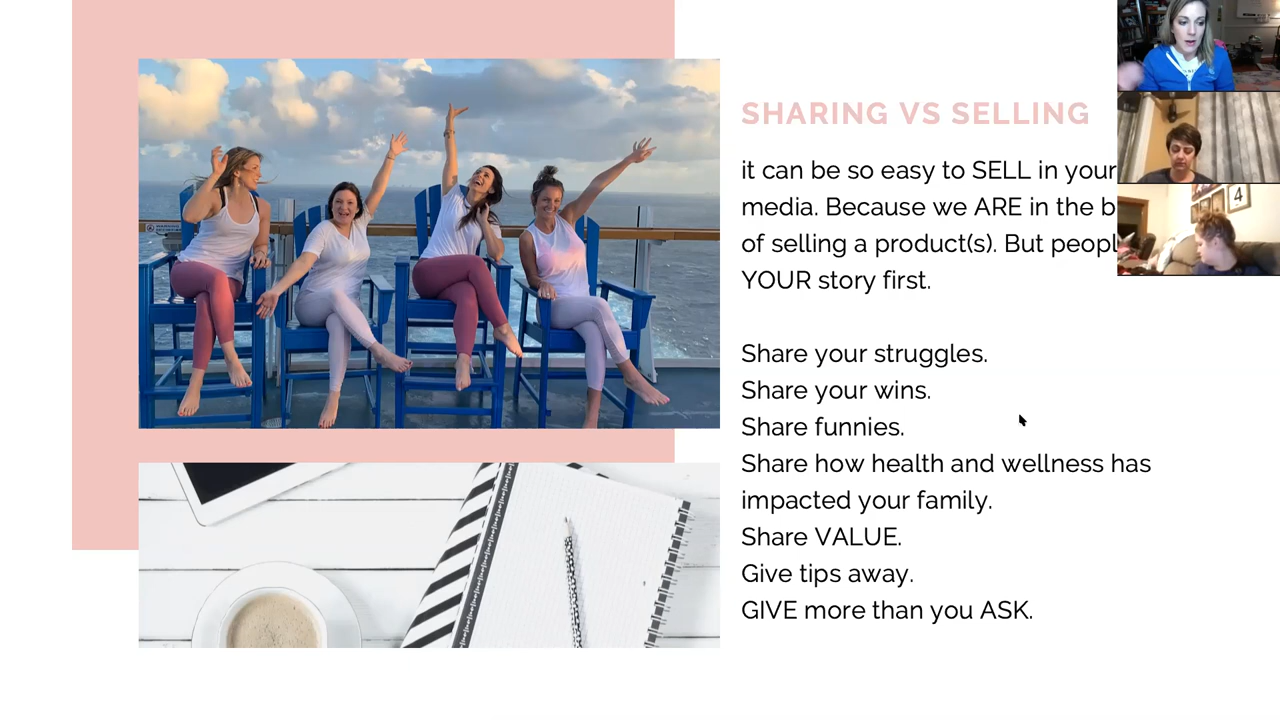 SHARING VS SELLING
it can be so easy to SELL in your
media. Because we ARE in the
of selling a product(s). But
YOUR story first.
Share your struggles.
Share your wins.
Share funnies.
Share how health and wellness has
impacted your family.
Share VALUE.
Give tips away.
GIVE more than you ASK.
4